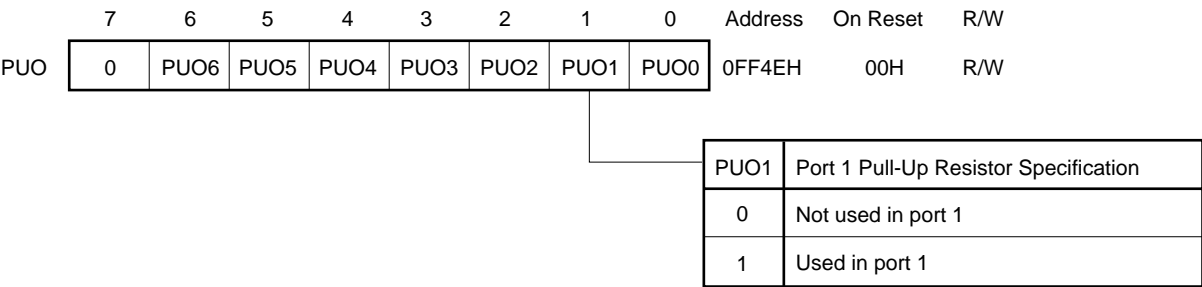 7 6 5 4 3 2 1 0 Address On Reset R/W
PUO 0 PUO6 PUO5 PUO4 PUO3 PUO2 PUO1 PUO0 0FF4EH 00H R/W
PUO1 Port 1 Pull-Up Resistor Specification
0 Not used in port 1
1 Used in port 1